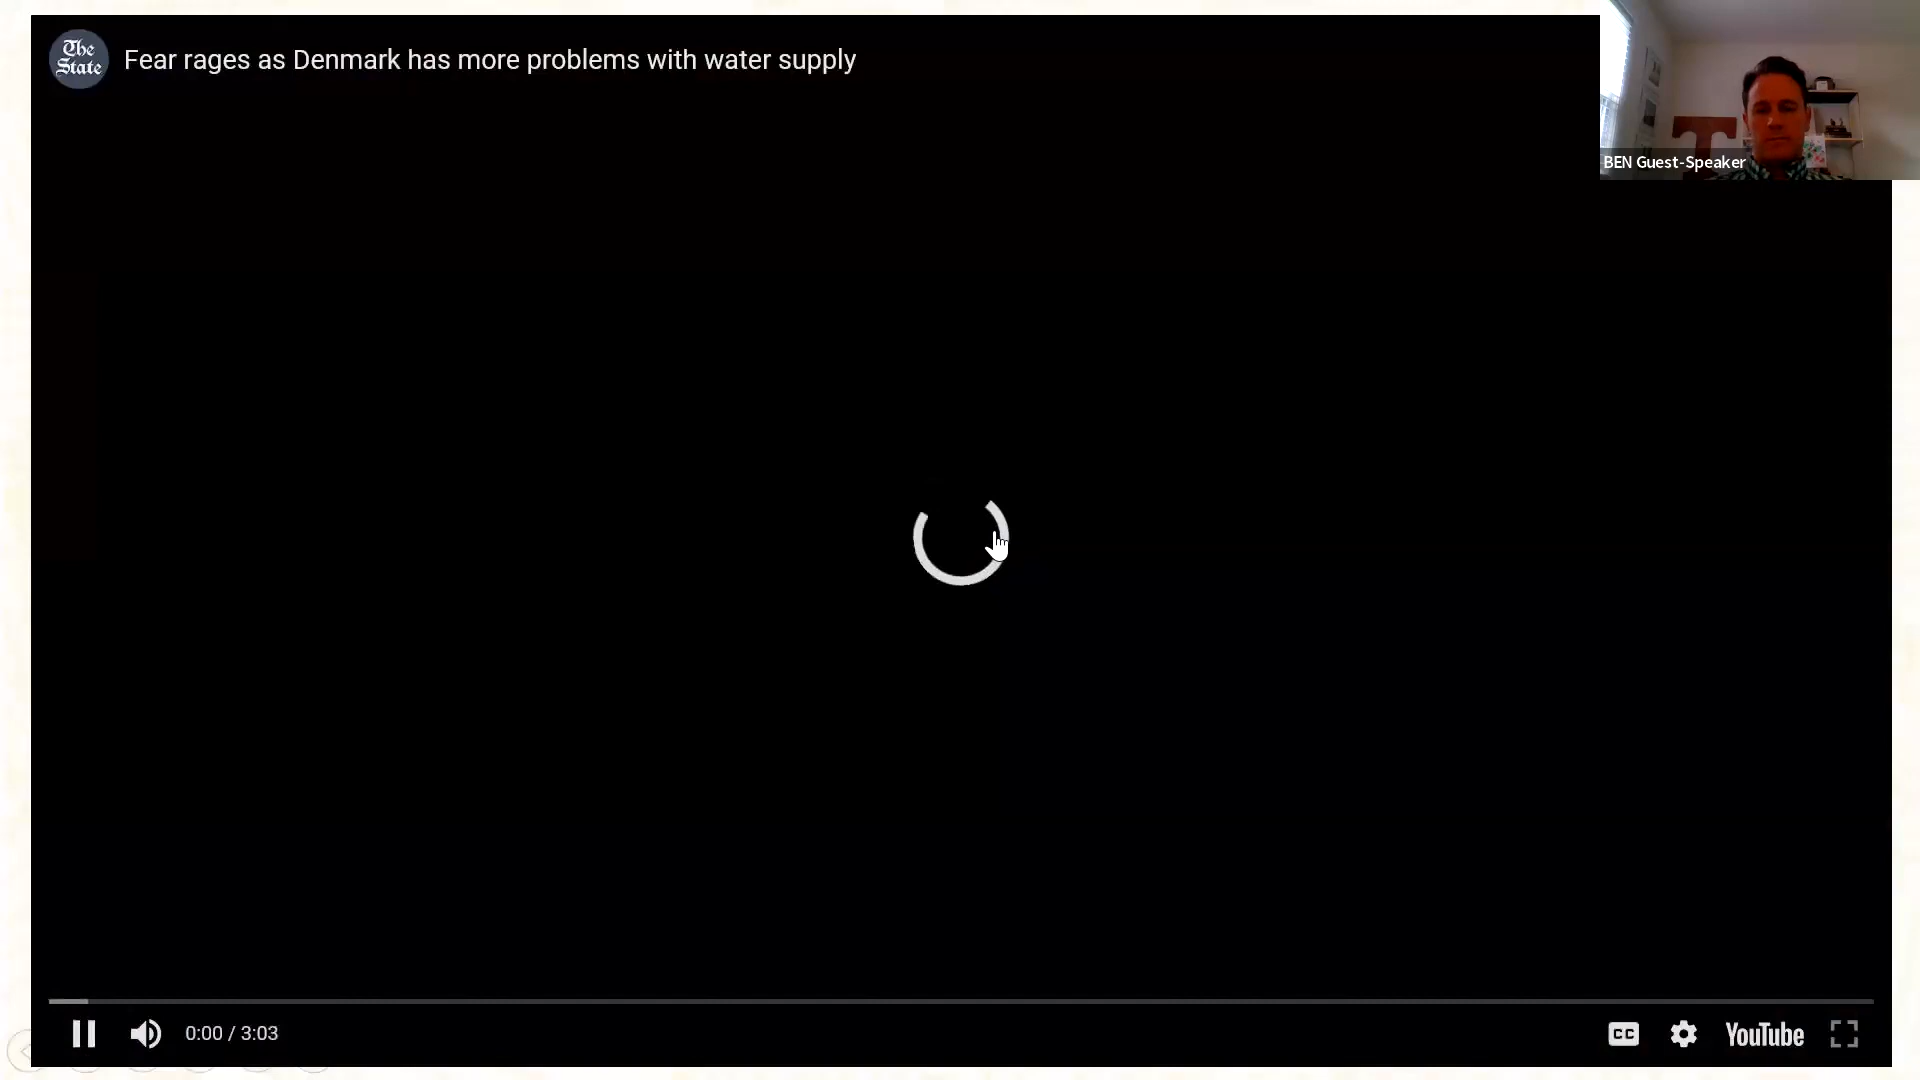 The
State
Fear rages as Denmark has more problems with water supply
BEN Guest-Speaker
0:00 / 3:03
CC
YouTube